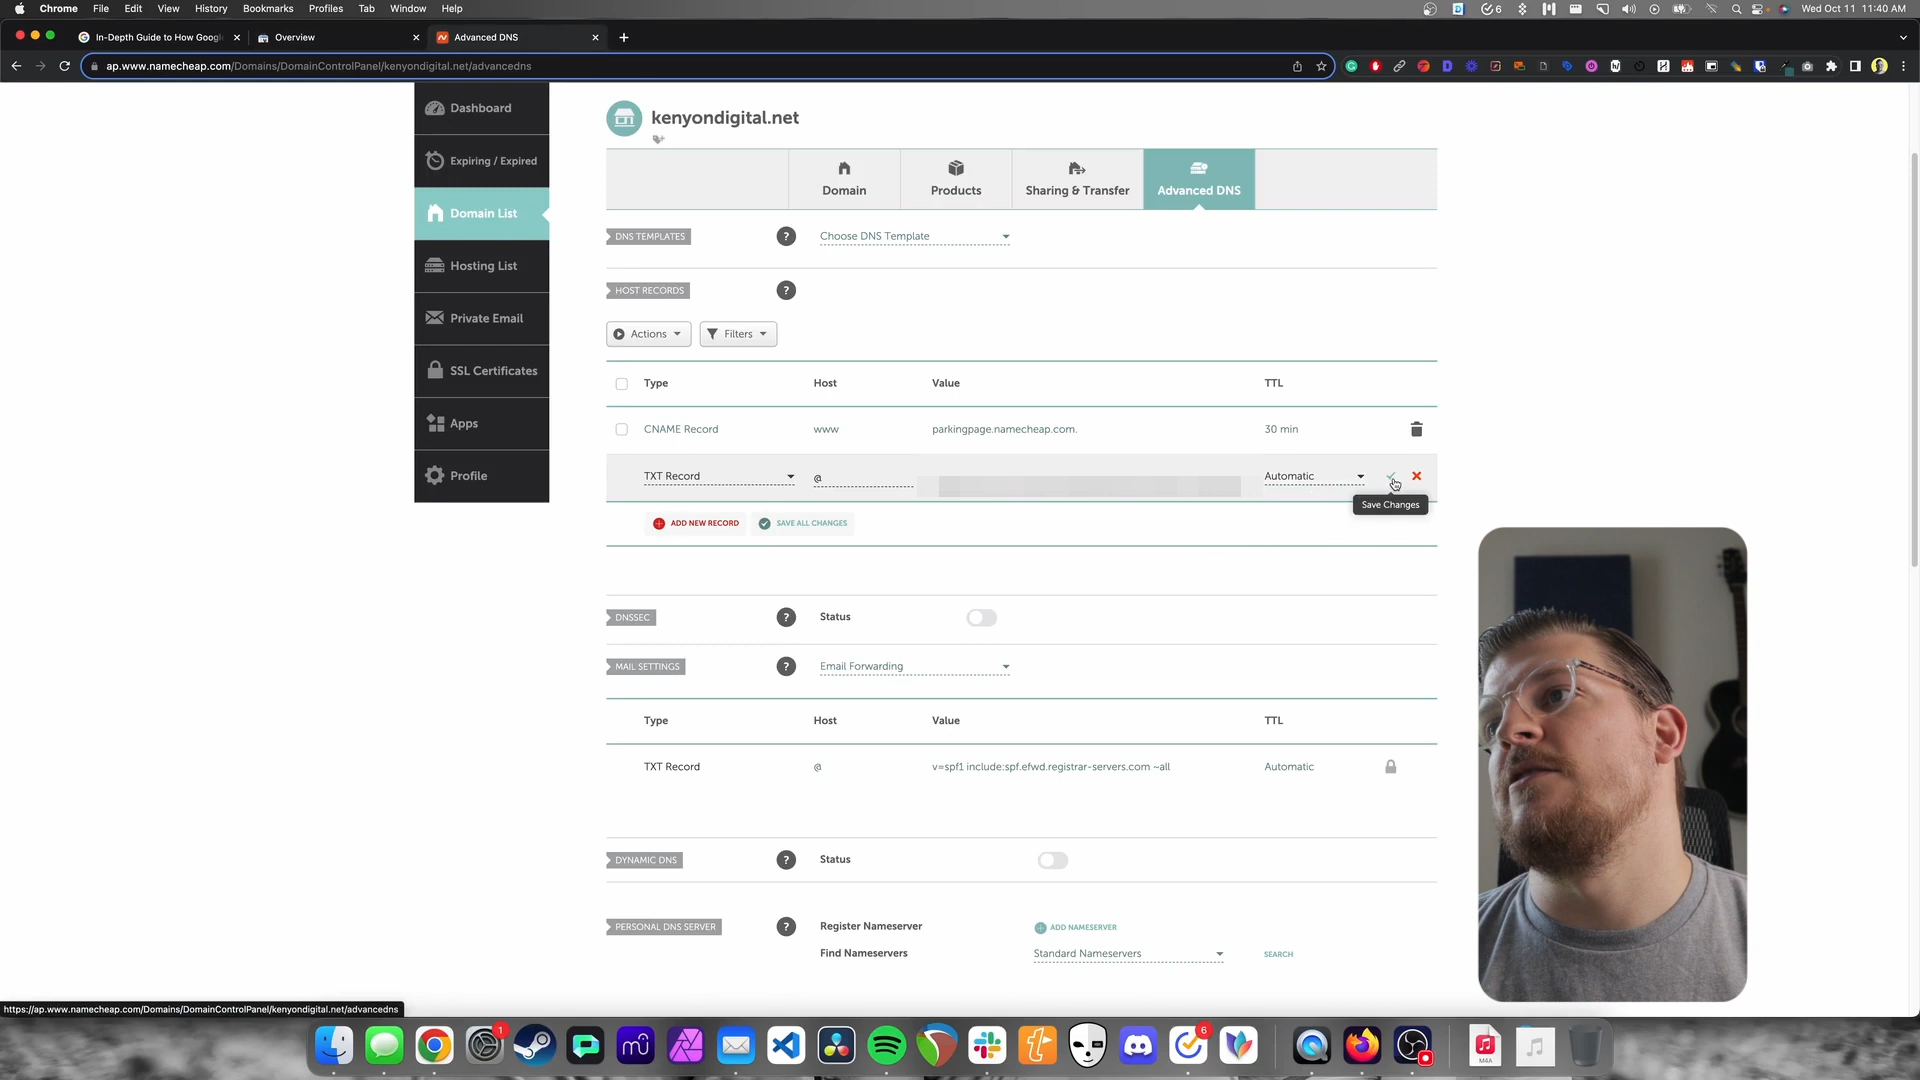 Chrome File Edit View History Bookmarks Profiles Tab Window Help 6 Wed Oct 11 11:40 AM
In-Depth Guide to How Googl Overview Advanced DNS
ap.www.namecheap.com/Domains/DomainControlPanel/kenyondigital.net/advancedns
Dashboard
Expiring / Expired
Domain List
Hosting List
Private Email
SSL Certificates
Apps
Profile
kenyondigital.net
Domain Products Sharing & Transfer Advanced DNS
DNS TEMPLATES ? Choose DNS Template
HOST RECORDS ?
Actions Filters
Type Host Value TTL
CNAME Record www parkingpage.namecheap.com. 30 min
TXT Record @ Automatic
Save Changes
ADD NEW RECORD SAVE ALL CHANGES
DNSSEC ? Status
MAIL SETTINGS ? Email Forwarding
Type Host Value TTL
TXT Record @ v=spf1 include:spf.efwd.registrar-servers.com ~all Automatic
DYNAMIC DNS ? Status
PERSONAL DNS SERVER ? Register Nameserver ADD NAMESERVER
Find Nameservers Standard Nameservers SEARCH
https://ap.www.namecheap.com/Domains/DomainControlPanel/kenyondigital.net/advancedns
1 6
M4A